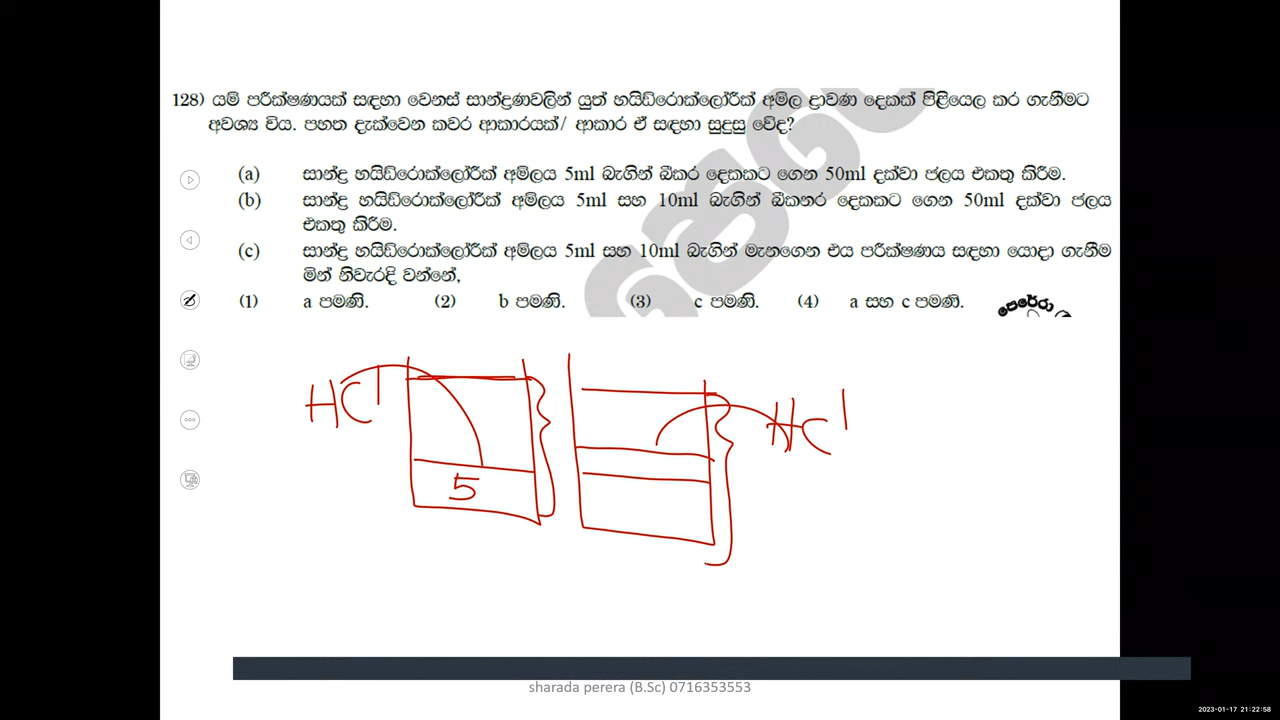 128) යම් පරීක්ෂණයක් සඳහා වෙනස් සාන්ද්‍රණවලින් යුත් හයිඩ්රොක්ලෝරික් අම්ල ද්‍රාවණ දෙකක් පිළියෙල කර ගැනීමට
අවශ්‍ය විය. පහත දැක්වෙන කවර ආකාරයක්/ ආකාර ඒ සඳහා සුදුසු වේද?
(a) සාන්ද්‍ර හයිඩ්රොක්ලෝරීක් අම්ලය 5ml බැගින් බීකර දෙකකට ගෙන 50ml දක්වා ජලය එකතු කිරීම.
(b) සාන්ද්‍ර හයිඩ්රොක්ලෝරීක් අම්ලය 5ml සහ 10ml බැගින් බීකනර දෙකකට ගෙන 50ml දක්වා ජලය
එකතු කිරීම.
(c) සාන්ද්‍ර හයිඩ්රොක්ලෝරීක් අම්ලය 5ml සහ 10ml බැගින් මැනගෙන එය පරීක්ෂණය සඳහා යොදා ගැනීම
මින් නිවැරදි වන්නේ,
(1) a පමණි. (2) b පමණි. (3) c පමණි. (4) a සහ c පමණි.
පෙරේරා
HCl HCl
5
sharada perera (B.Sc) 0716353553
2023-01-17 21:22:58